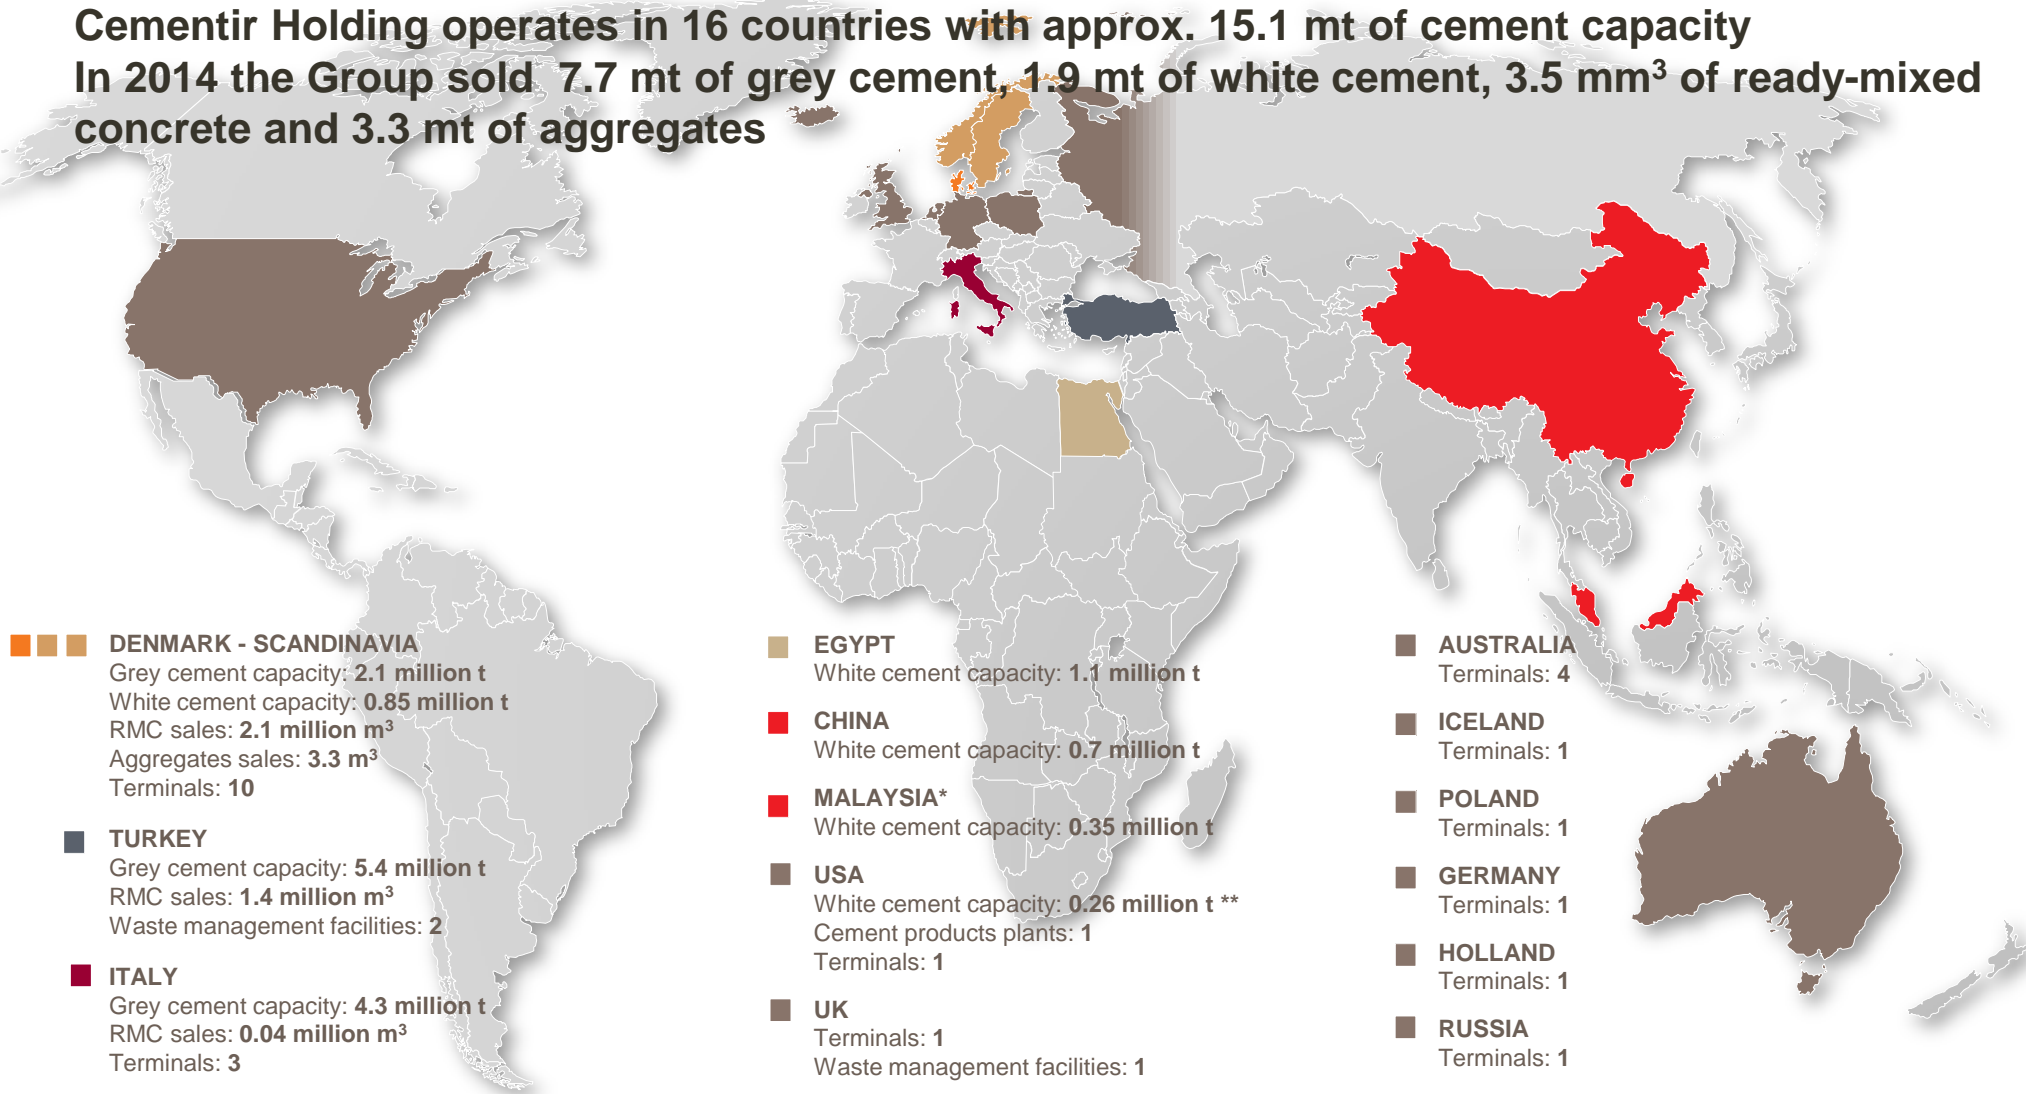 Cementir Holding operates in 16 countries with approx. 15.1 mt of cement capacity
In 2014 the Group sold 7.7 mt of grey cement, 1.9 mt of white cement, 3.5 mm³ of ready-mixed
concrete and 3.3 mt of aggregates
DENMARK - SCANDINAVIA
Grey cement capacity: 2.1 million t
White cement capacity: 0.85 million t
RMC sales: 2.1 million m³
Aggregates sales: 3.3 m³
Terminals: 10
TURKEY
Grey cement capacity: 5.4 million t
RMC sales: 1.4 million m³
Waste management facilities: 2
ITALY
Grey cement capacity: 4.3 million t
RMC sales: 0.04 million m³
Terminals: 3
EGYPT
White cement capacity: 1.1 million t
CHINA
White cement capacity: 0.7 million t
MALAYSIA*
White cement capacity: 0.35 million t
USA
White cement capacity: 0.26 million t **
Cement products plants: 1
Terminals: 1
UK
Terminals: 1
Waste management facilities: 1
AUSTRALIA
Terminals: 4
ICELAND
Terminals: 1
POLAND
Terminals: 1
GERMANY
Terminals: 1
HOLLAND
Terminals: 1
RUSSIA
Terminals: 1